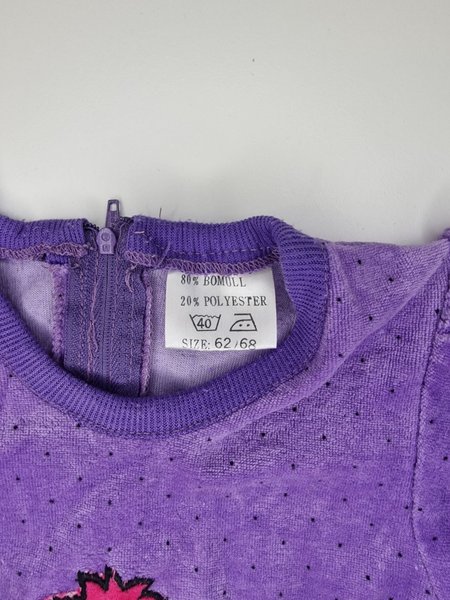 80% BOMULL
20% POLYESTER
40
SIZE: 62/68